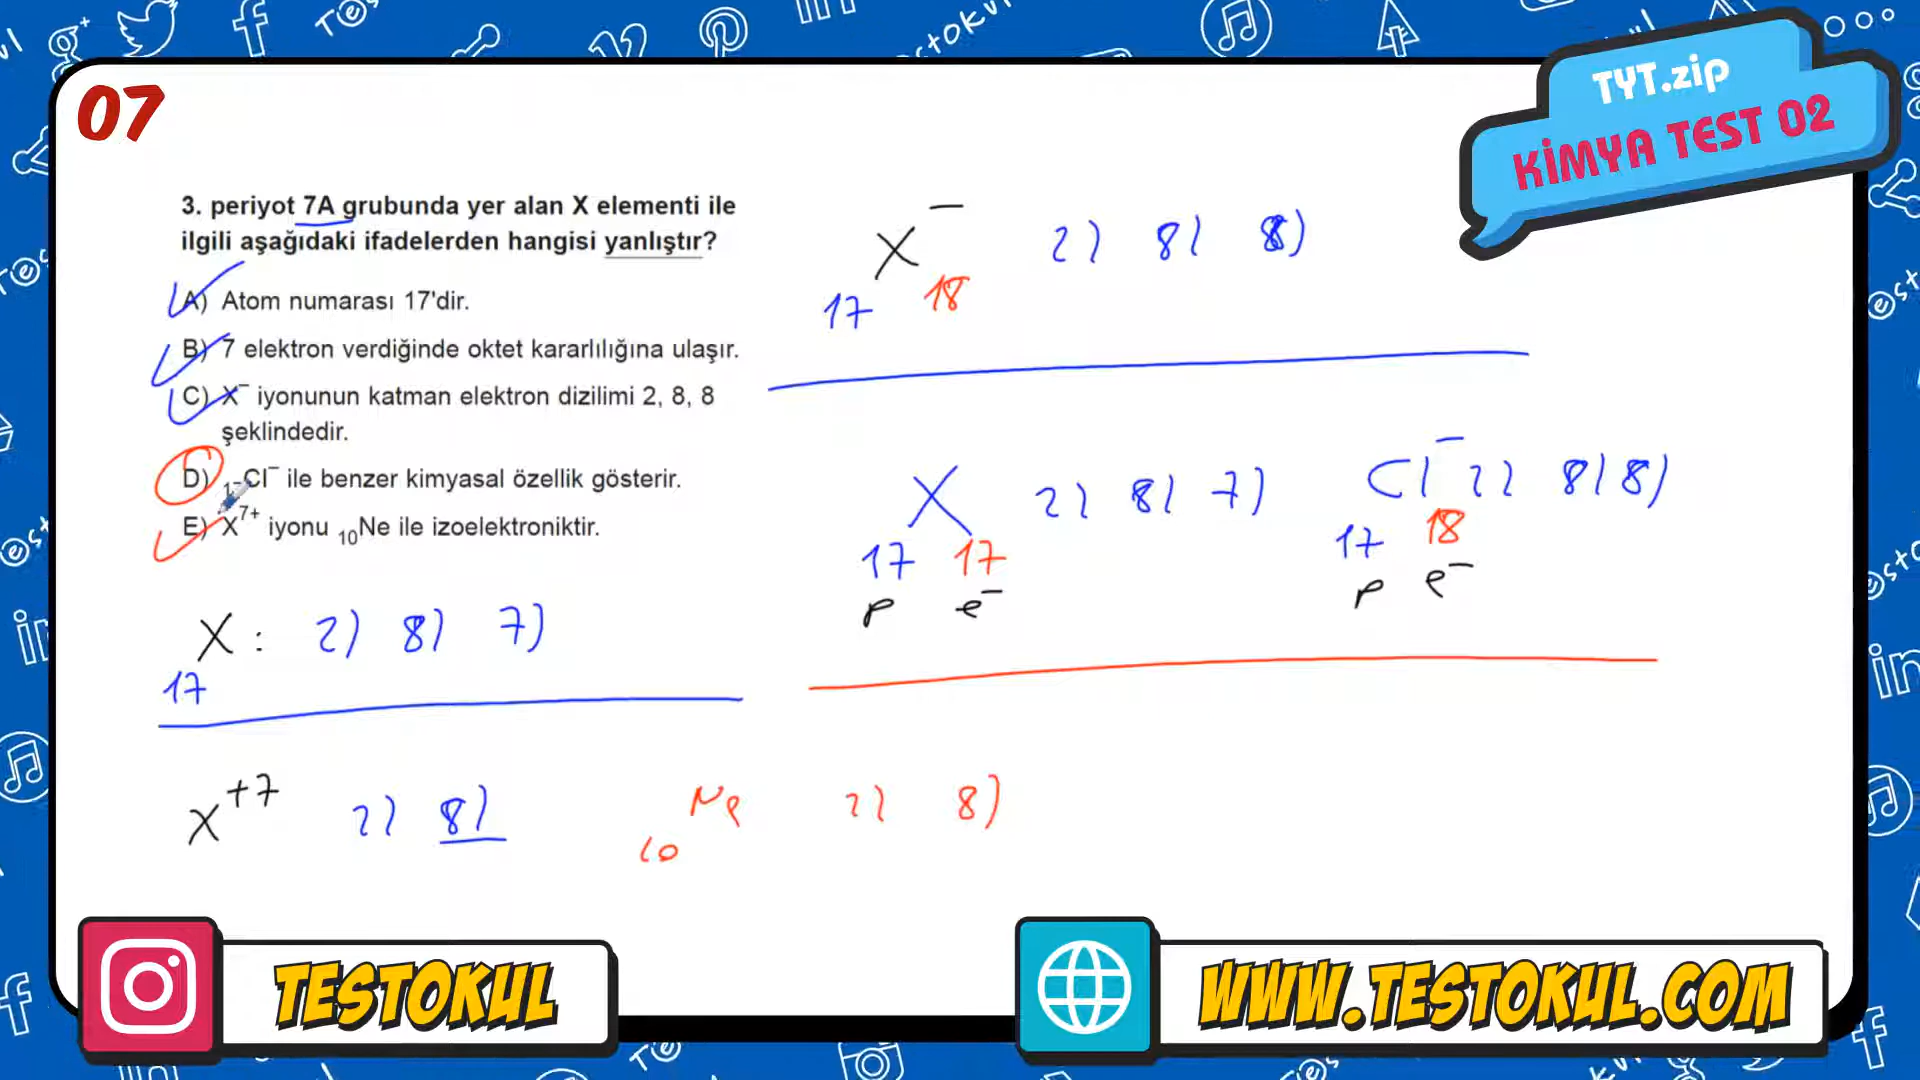 07
TYT.zip
KİMYA TEST 02
3. periyot 7A grubunda yer alan X elementi ile
ilgili aşağıdaki ifadelerden hangisi yanlıştır?
A) Atom numarası 17'dir.
B) 7 elektron verdiğinde oktet kararlılığına ulaşır.
C) X⁻ iyonunun katman elektron dizilimi 2, 8, 8
şeklindedir.
D) Cl⁻ ile benzer kimyasal özellik gösterir.
E) X⁷⁺ iyonu ₁₀Ne ile izoelektroniktir.
X : 2) 8) 7)
17
X⁺⁷ 2) 8)
Ne 2) 8)
10
X⁻ 2) 8) 8)
17 18
X 2) 8) 7) Cl⁻ 2) 8) 8)
17 17 17 18
p e⁻ p e⁻
TESTOKUL
WWW.TESTOKUL.COM